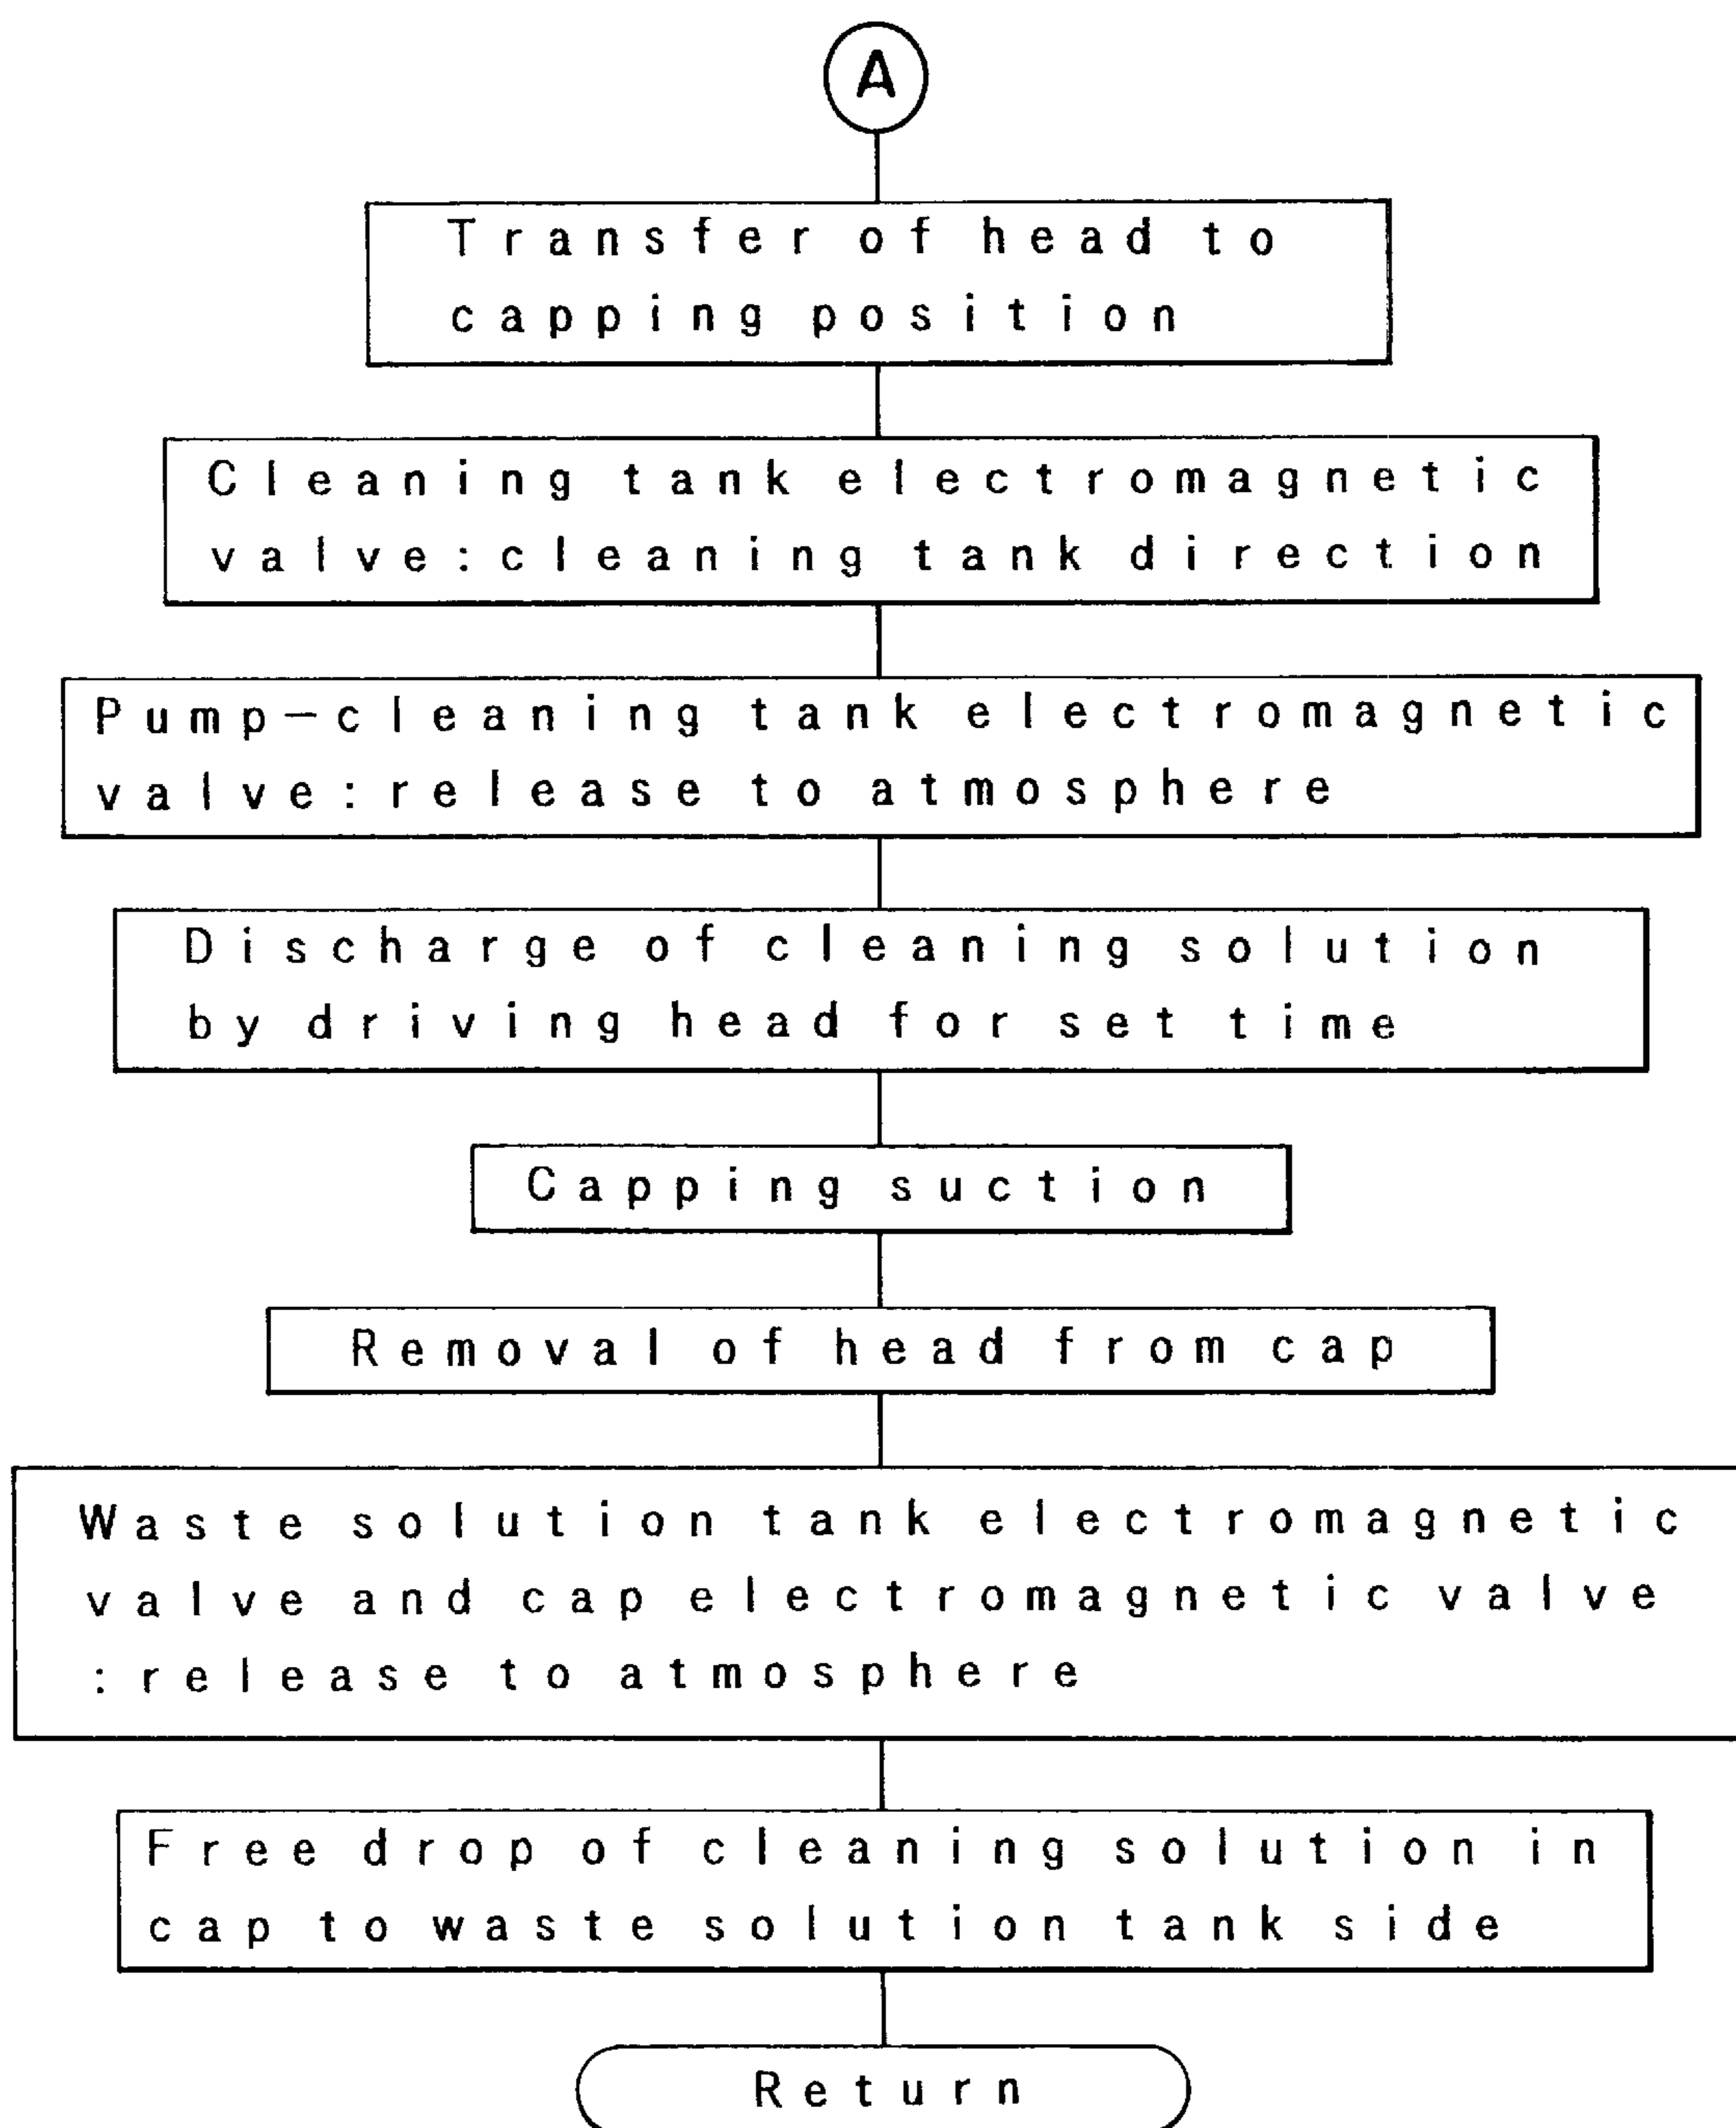 A
Transfer of head to
capping position
Cleaning tank electromagnetic
valve:cleaning tank direction
Pump-cleaning tank electromagnetic
valve:release to atmosphere
Discharge of cleaning solution
by driving head for set time
Capping suction
Removal of head from cap
Waste solution tank electromagnetic
valve and cap electromagnetic valve
:release to atmosphere
Free drop of cleaning solution in
cap to waste solution tank side
Return